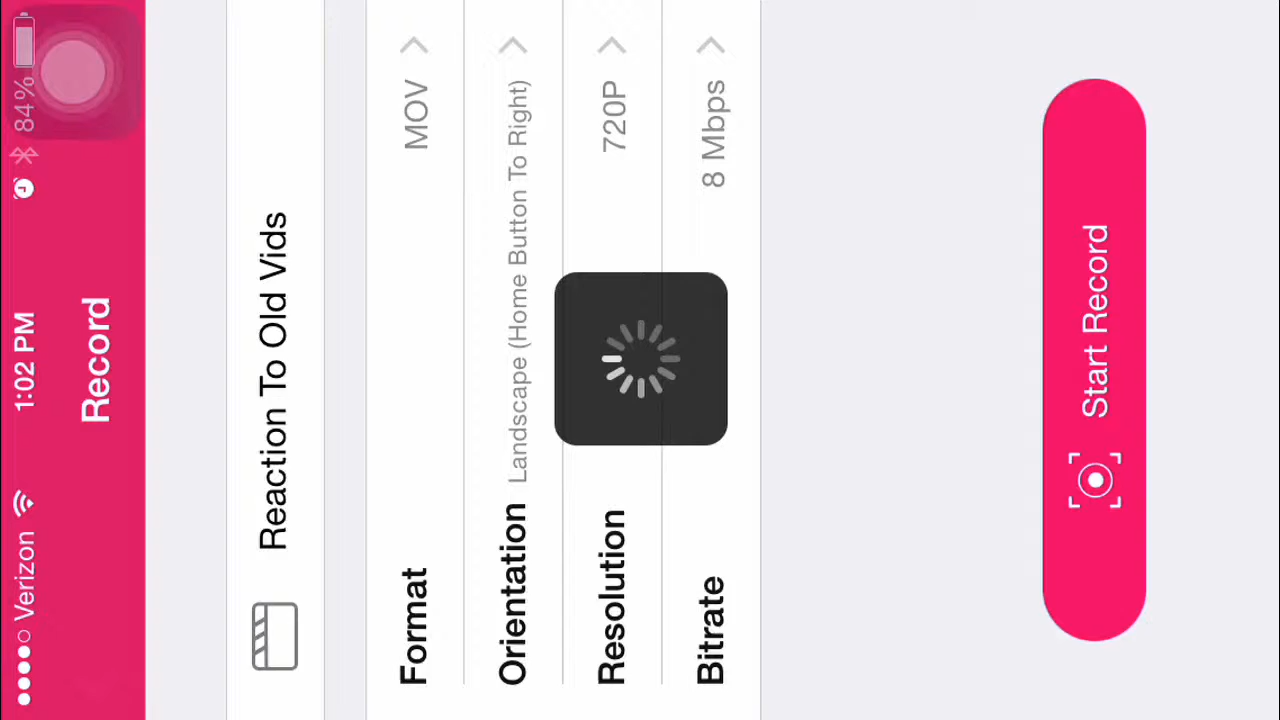 Verizon 1:02 PM 84%
Record
Reaction To Old Vids
Format MOV
Orientation Landscape (Home Button To Right)
Resolution 720P
Bitrate 8 Mbps
Start Record